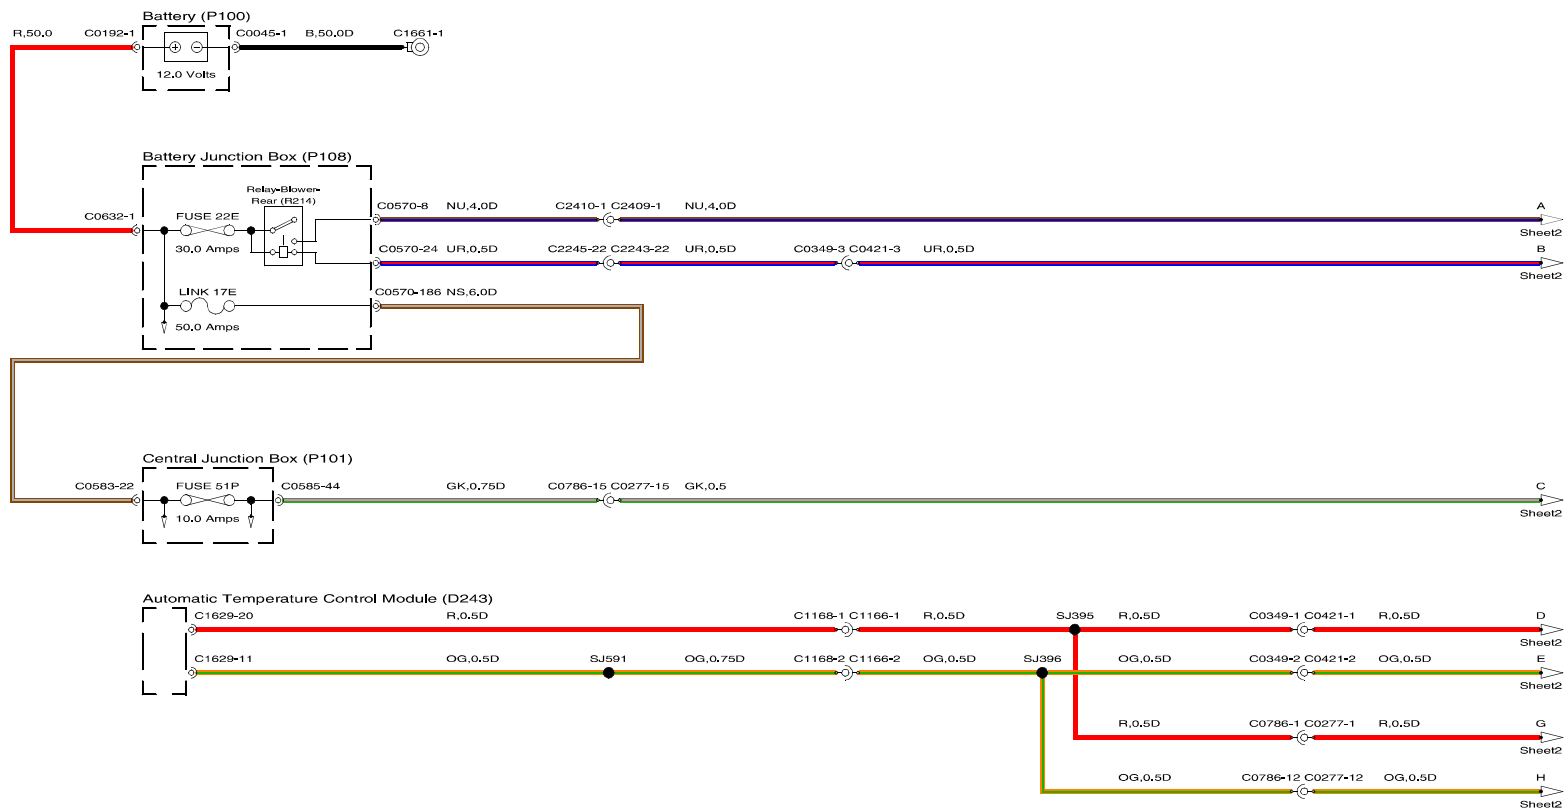 Battery (P100)
R,50.0 C0192-1 C0045-1 B,50.0D C1661-1
12.0 Volts
Battery Junction Box (P108)
Relay-Blower-
Rear (R214)
C0632-1 FUSE 22E C0570-8 NU,4.0D C2410-1 C2409-1 NU,4.0D A
Sheet2
30.0 Amps C0570-24 UR,0.5D C2245-22 C2243-22 UR,0.5D C0349-3 C0421-3 UR,0.5D B
Sheet2
LINK 17E C0570-186 NS,6.0D
50.0 Amps
Central Junction Box (P101)
C0583-22 FUSE 51P C0585-44 GK,0.75D C0786-15 C0277-15 GK,0.5 C
Sheet2
10.0 Amps
Automatic Temperature Control Module (D243)
C1629-20 R,0.5D C1168-1 C1166-1 R,0.5D SJ395 R,0.5D C0349-1 C0421-1 R,0.5D D
Sheet2
C1629-11 OG,0.5D SJ591 OG,0.75D C1168-2 C1166-2 OG,0.5D SJ396 OG,0.5D C0349-2 C0421-2 OG,0.5D E
Sheet2
R,0.5D C0786-1 C0277-1 R,0.5D G
Sheet2
OG,0.5D C0786-12 C0277-12 OG,0.5D H
Sheet2